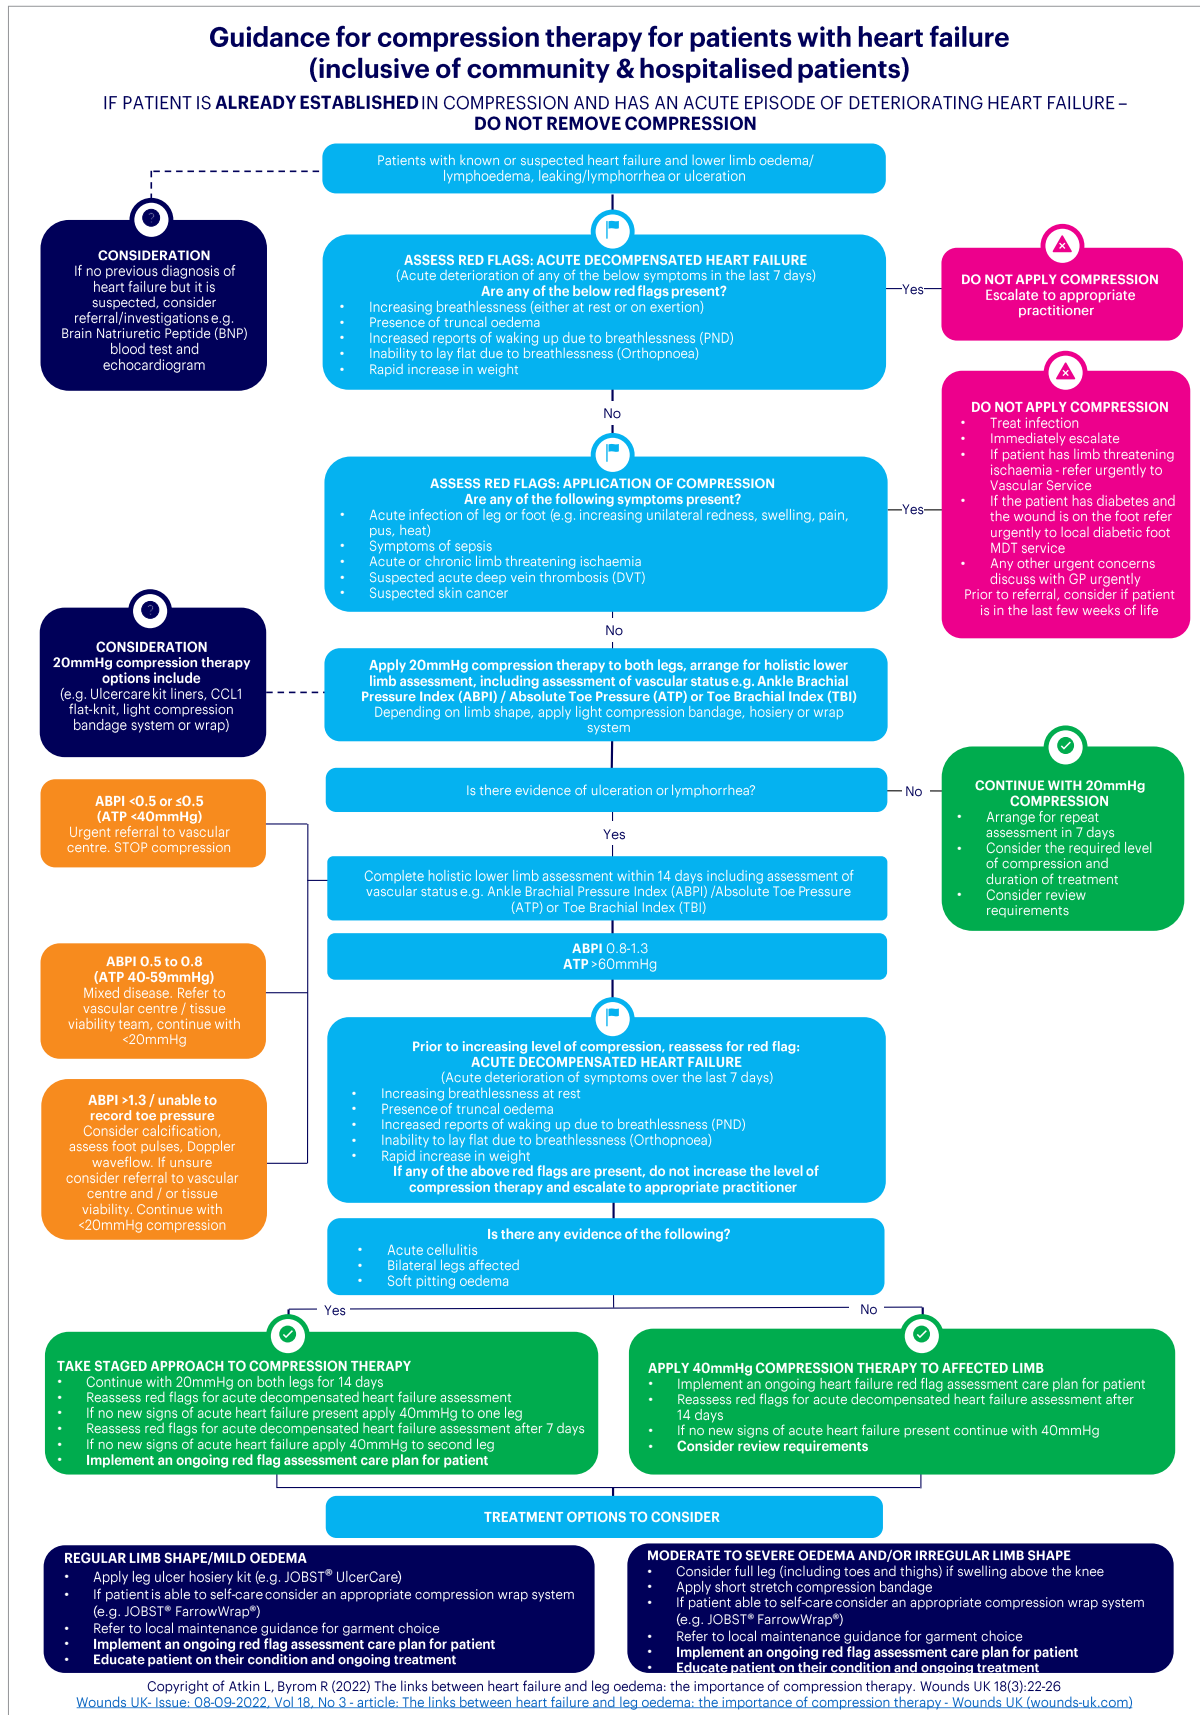 Guidance for compression therapy for patients with heart failure
(inclusive of community & hospitalised patients)
IF PATIENT IS ALREADY ESTABLISHED IN COMPRESSION AND HAS AN ACUTE EPISODE OF DETERIORATING HEART FAILURE –
DO NOT REMOVE COMPRESSION
Patients with known or suspected heart failure and lower limb oedema/
lymphoedema, leaking/lymphorrhea or ulceration
?
CONSIDERATION
If no previous diagnosis of
heart failure but it is
suspected, consider
referral/investigations e.g.
Brain Natriuretic Peptide (BNP)
blood test and
echocardiogram
ASSESS RED FLAGS: ACUTE DECOMPENSATED HEART FAILURE
(Acute deterioration of any of the below symptoms in the last 7 days)
Are any of the below red flags present?
• Increasing breathlessness (either at rest or on exertion)
• Presence of truncal oedema
• Increased reports of waking up due to breathlessness (PND)
• Inability to lay flat due to breathlessness (Orthopnoea)
• Rapid increase in weight
Yes
DO NOT APPLY COMPRESSION
Escalate to appropriate
practitioner
No
ASSESS RED FLAGS: APPLICATION OF COMPRESSION
Are any of the following symptoms present?
• Acute infection of leg or foot (e.g. increasing unilateral redness, swelling, pain,
pus, heat)
• Symptoms of sepsis
• Acute or chronic limb threatening ischaemia
• Suspected acute deep vein thrombosis (DVT)
• Suspected skin cancer
Yes
DO NOT APPLY COMPRESSION
• Treat infection
• Immediately escalate
• If patient has limb threatening
ischaemia - refer urgently to
Vascular Service
• If the patient has diabetes and
the wound is on the foot refer
urgently to local diabetic foot
MDT service
• Any other urgent concerns
discuss with GP urgently
Prior to referral, consider if patient
is in the last few weeks of life
No
?
CONSIDERATION
20mmHg compression therapy
options include
(e.g. Ulcercare kit liners, CCL1
flat-knit, light compression
bandage system or wrap)
Apply 20mmHg compression therapy to both legs, arrange for holistic lower
limb assessment, including assessment of vascular status e.g. Ankle Brachial
Pressure Index (ABPI) / Absolute Toe Pressure (ATP) or Toe Brachial Index (TBI)
Depending on limb shape, apply light compression bandage, hosiery or wrap
system
Is there evidence of ulceration or lymphorrhea?
No
CONTINUE WITH 20mmHg
COMPRESSION
• Arrange for repeat
assessment in 7 days
• Consider the required level
of compression and
duration of treatment
• Consider review
requirements
Yes
Complete holistic lower limb assessment within 14 days including assessment of
vascular status e.g. Ankle Brachial Pressure Index (ABPI) /Absolute Toe Pressure
(ATP) or Toe Brachial Index (TBI)
ABPI <0.5 or ≤0.5
(ATP <40mmHg)
Urgent referral to vascular
centre. STOP compression
ABPI 0.5 to 0.8
(ATP 40-59mmHg)
Mixed disease. Refer to
vascular centre / tissue
viability team, continue with
<20mmHg
ABPI >1.3 / unable to
record toe pressure
Consider calcification,
assess foot pulses, Doppler
waveflow. If unsure
consider referral to vascular
centre and / or tissue
viability. Continue with
<20mmHg compression
ABPI 0.8-1.3
ATP >60mmHg
Prior to increasing level of compression, reassess for red flag:
ACUTE DECOMPENSATED HEART FAILURE
(Acute deterioration of symptoms over the last 7 days)
• Increasing breathlessness at rest
• Presence of truncal oedema
• Increased reports of waking up due to breathlessness (PND)
• Inability to lay flat due to breathlessness (Orthopnoea)
• Rapid increase in weight
If any of the above red flags are present, do not increase the level of
compression therapy and escalate to appropriate practitioner
Is there any evidence of the following?
• Acute cellulitis
• Bilateral legs affected
• Soft pitting oedema
Yes
No
TAKE STAGED APPROACH TO COMPRESSION THERAPY
• Continue with 20mmHg on both legs for 14 days
• Reassess red flags for acute decompensated heart failure assessment
• If no new signs of acute heart failure present apply 40mmHg to one leg
• Reassess red flags for acute decompensated heart failure assessment after 7 days
• If no new signs of acute heart failure apply 40mmHg to second leg
• Implement an ongoing red flag assessment care plan for patient
APPLY 40mmHg COMPRESSION THERAPY TO AFFECTED LIMB
• Implement an ongoing heart failure red flag assessment care plan for patient
• Reassess red flags for acute decompensated heart failure assessment after
14 days
• If no new signs of acute heart failure present continue with 40mmHg
• Consider review requirements
TREATMENT OPTIONS TO CONSIDER
REGULAR LIMB SHAPE/MILD OEDEMA
• Apply leg ulcer hosiery kit (e.g. JOBST® UlcerCare)
• If patient is able to self-care consider an appropriate compression wrap system
(e.g. JOBST® FarrowWrap®)
• Refer to local maintenance guidance for garment choice
• Implement an ongoing red flag assessment care plan for patient
• Educate patient on their condition and ongoing treatment
MODERATE TO SEVERE OEDEMA AND/OR IRREGULAR LIMB SHAPE
• Consider full leg (including toes and thighs) if swelling above the knee
• Apply short stretch compression bandage
• If patient able to self-care consider an appropriate compression wrap system
(e.g. JOBST® FarrowWrap®)
• Refer to local maintenance guidance for garment choice
• Implement an ongoing red flag assessment care plan for patient
• Educate patient on their condition and ongoing treatment
Copyright of Atkin L, Byrom R (2022) The links between heart failure and leg oedema: the importance of compression therapy. Wounds UK 18(3):22-26
Wounds UK- Issue: 08-09-2022, Vol 18, No 3 - article: The links between heart failure and leg oedema: the importance of compression therapy - Wounds UK (wounds-uk.com)